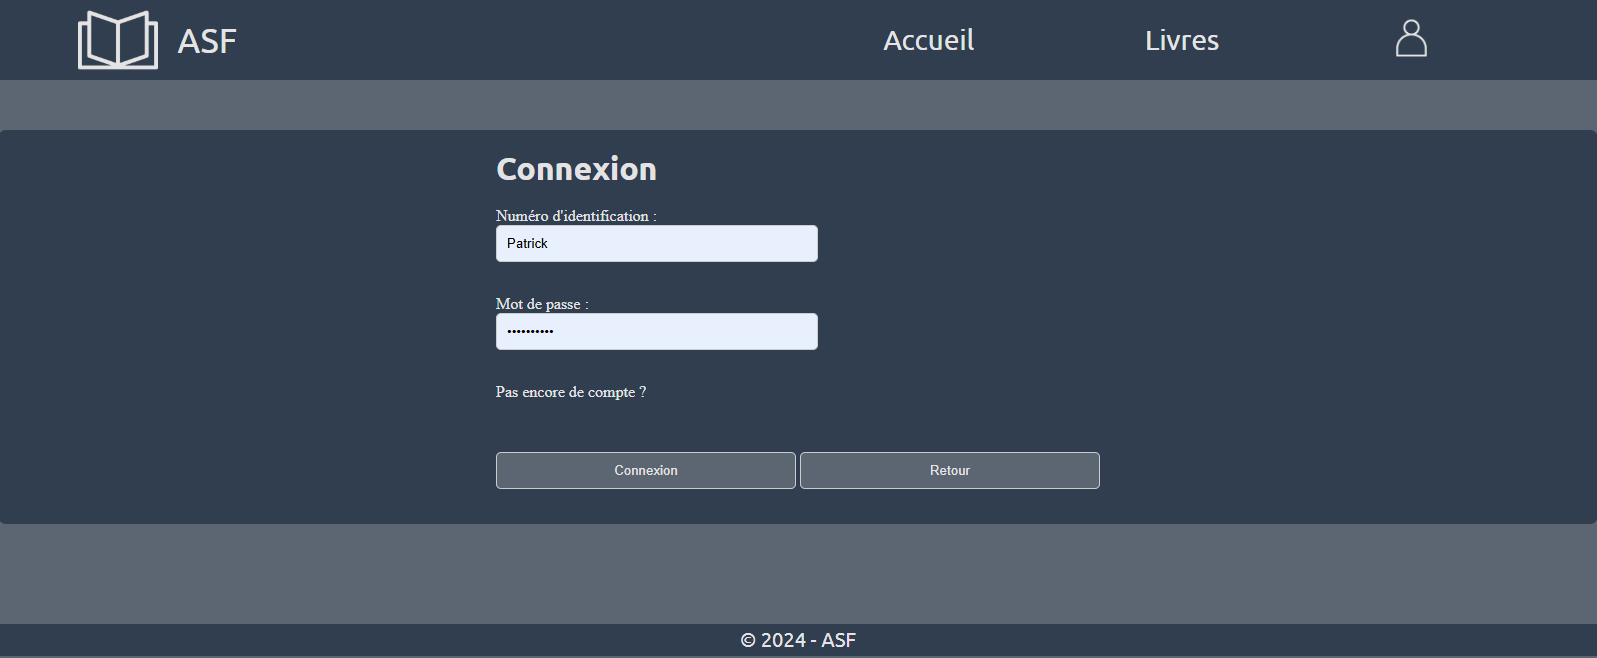 ASF Accueil Livres
Connexion
Numéro d'identification :
Patrick
Mot de passe :
••••••••••
Pas encore de compte ?
Connexion Retour
© 2024 - ASF